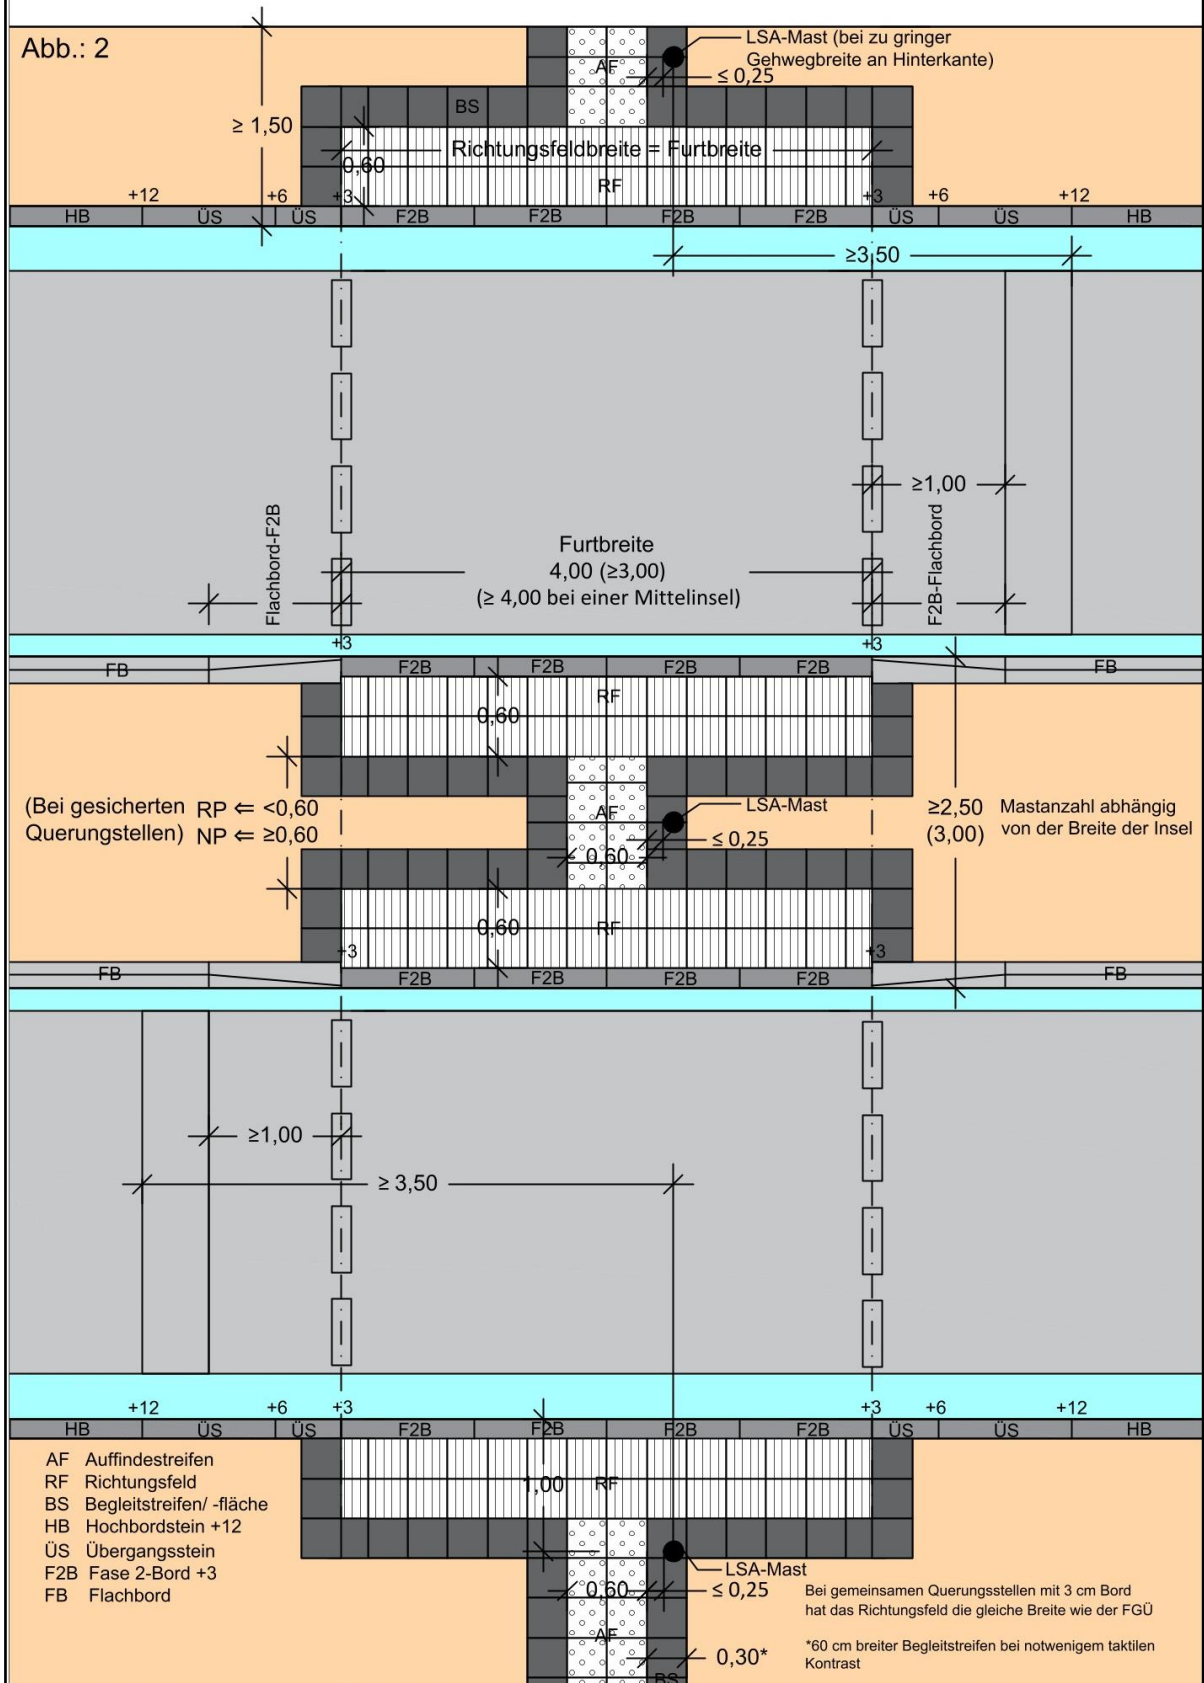 Abb.: 2
LSA-Mast (bei zu gringer
Gehwegbreite an Hinterkante)
AF
≤ 0,25
BS
≥ 1,50
Richtungsfeldbreite = Furtbreite
0,60
RF
+12
+6
+3
+3
+6
+12
HB
ÜS
ÜS
F2B
F2B
F2B
F2B
ÜS
ÜS
HB
≥3,50
≥1,00
Flachbord-F2B
Furtbreite
4,00 (≥3,00)
(≥ 4,00 bei einer Mittelinsel)
F2B-Flachbord
+3
+3
FB
F2B
F2B
F2B
F2B
FB
RF
0,60
(Bei gesicherten RP ⇐ <0,60
Querungstellen) NP ⇐ ≥0,60
AF
LSA-Mast
≤ 0,25
0,60
≥2,50 Mastanzahl abhängig
(3,00) von der Breite der Insel
0,60
RF
+3
+3
FB
F2B
F2B
F2B
F2B
FB
≥1,00
≥ 3,50
+12
+6
+3
+3
+6
+12
HB
ÜS
ÜS
F2B
F2B
F2B
F2B
ÜS
ÜS
HB
1,00
RF
AF Auffindestreifen
RF Richtungsfeld
BS Begleitstreifen/ -fläche
HB Hochbordstein +12
ÜS Übergangsstein
F2B Fase 2-Bord +3
FB Flachbord
LSA-Mast
0,60
≤ 0,25
AF
0,30*
BS
Bei gemeinsamen Querungsstellen mit 3 cm Bord
hat das Richtungsfeld die gleiche Breite wie der FGÜ
*60 cm breiter Begleitstreifen bei notwenigem taktilen
Kontrast